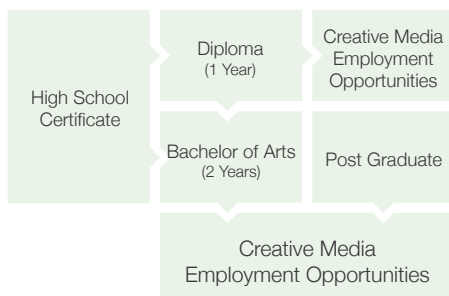 High School
Certificate
Diploma
(1 Year)
Creative Media
Employment
Opportunities
Bachelor of Arts
(2 Years)
Post Graduate
Creative Media
Employment Opportunities